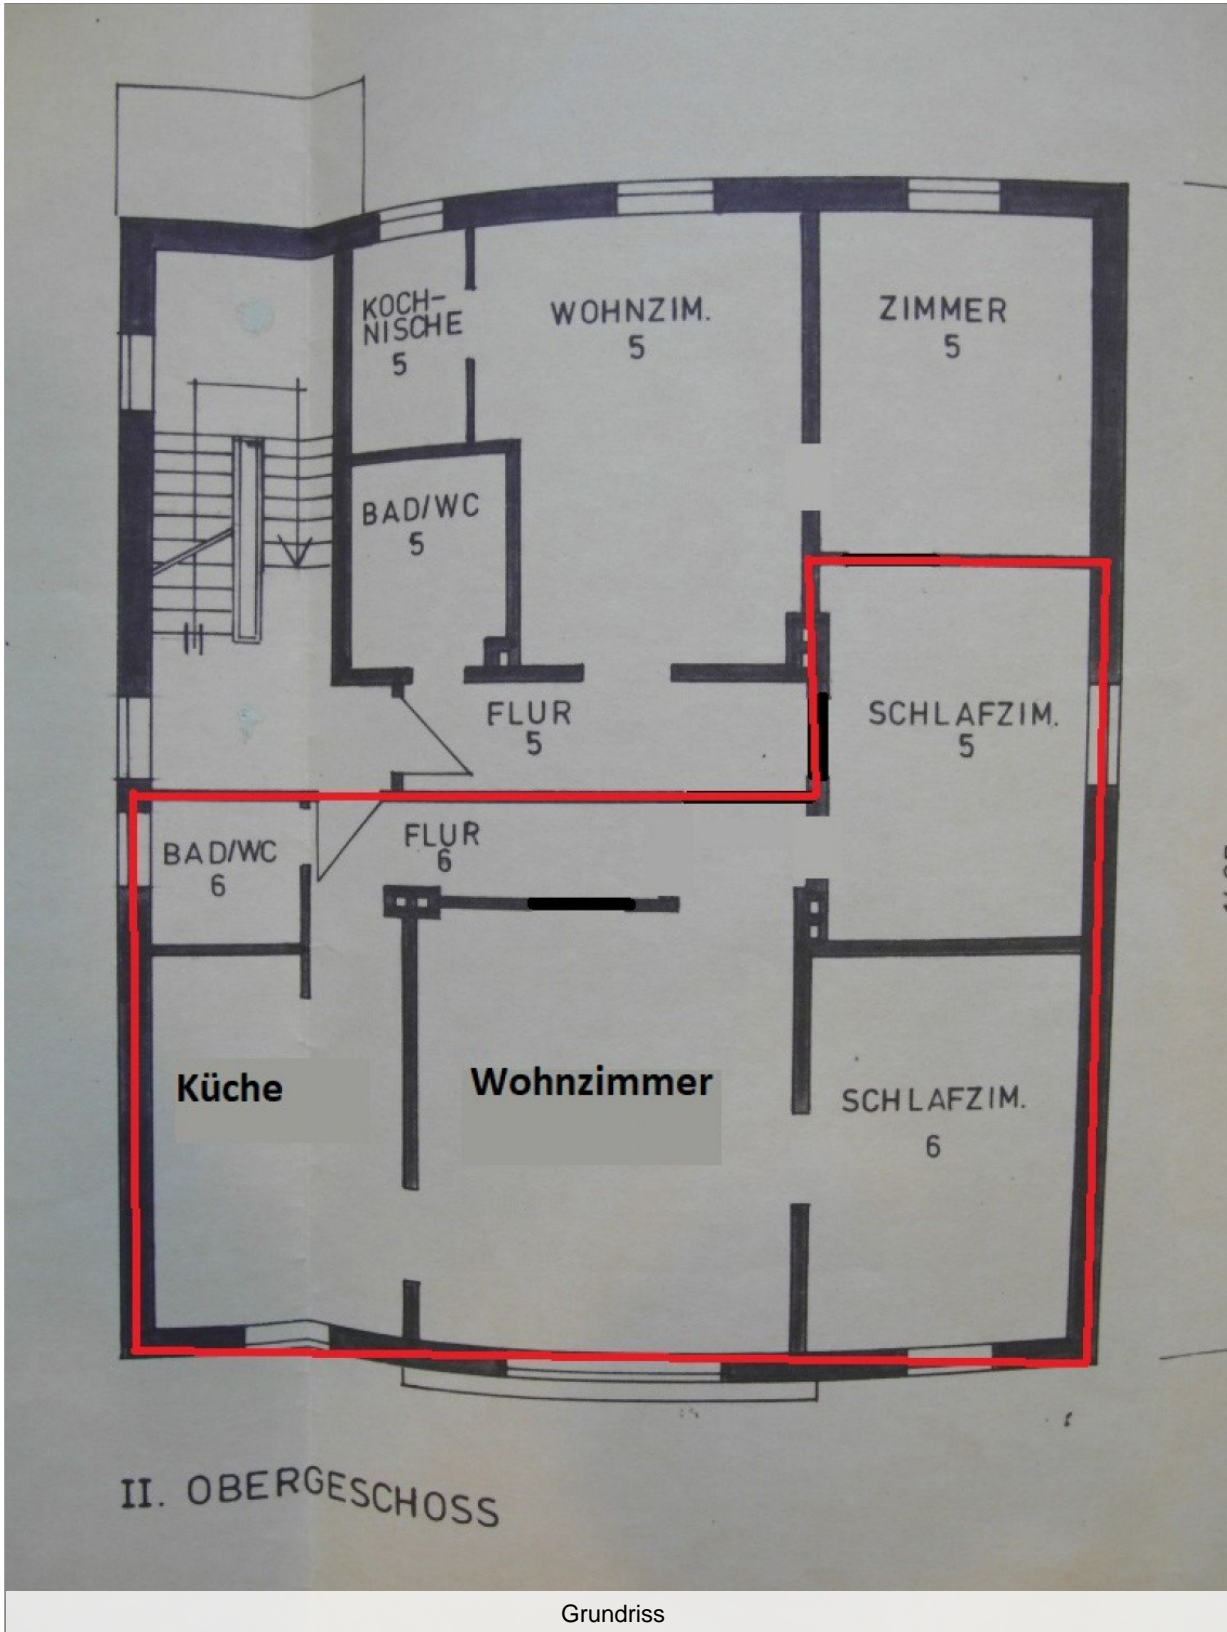 KOCH-
NISCHE
5
WOHNZIM.
5
ZIMMER
5
BAD/WC
5
FLUR
5
SCHLAFZIM.
5
BAD/WC
6
FLUR
6
Küche
Wohnzimmer
SCHLAFZIM.
6
II. OBERGESCHOSS
Grundriss